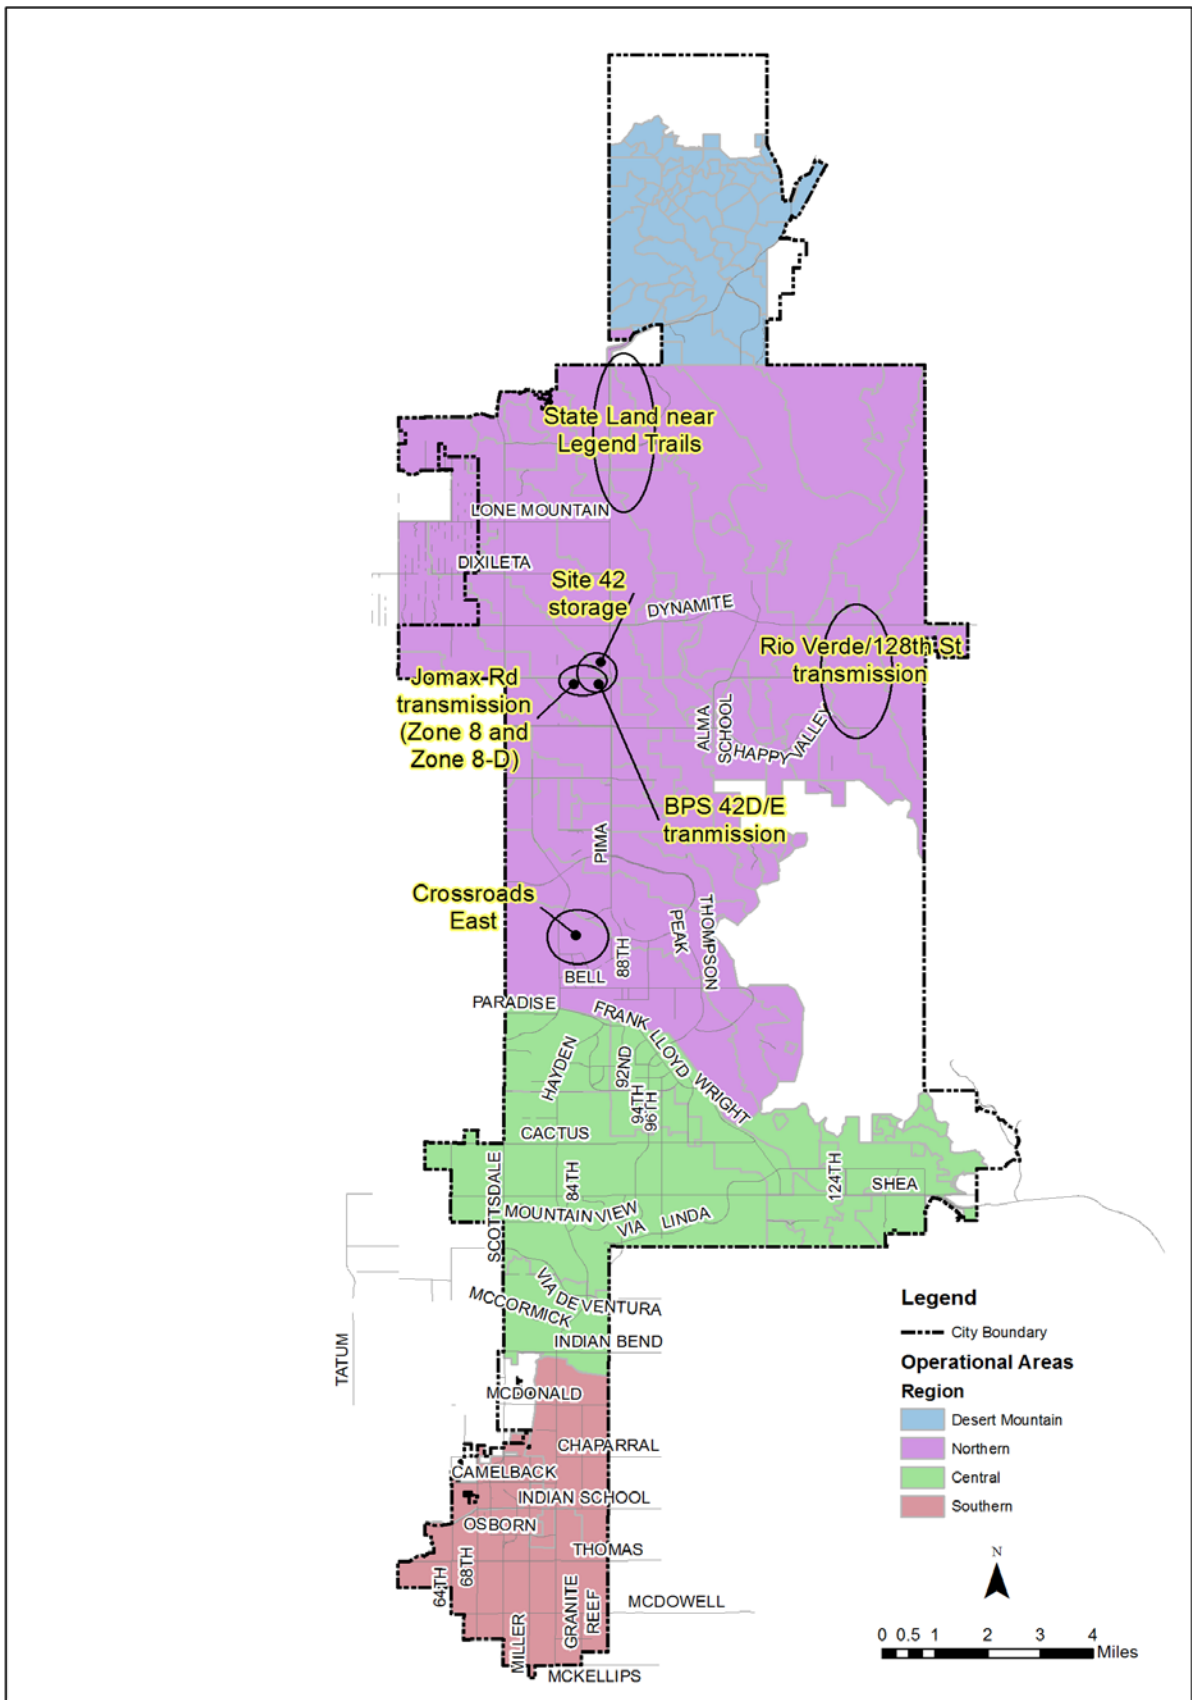 State Land near
Legend Trails
LONE MOUNTAIN
DIXILETA
Site 42
storage
DYNAMITE
Rio Verde/128th St
transmission
Jomax Rd
transmission
(Zone 8 and
Zone 8-D)
ALMA
SCHOOL
HAPPY VALLEY
BPS 42D/E
tranmission
PIMA
Crossroads
East
PEAK
THOMPSON
88TH
BELL
PARADISE
FRANK LLOYD WRIGHT
HAYDEN
92ND
94TH
96TH
CACTUS
SCOTTSDALE
84TH
124TH
SHEA
MOUNTAIN VIEW
VIA LINDA
VIA DE VENTURA
MCCORMICK
INDIAN BEND
TATUM
MCDONALD
CHAPARRAL
CAMELBACK
INDIAN SCHOOL
OSBORN
THOMAS
64TH
68TH
GRANITE
REEF
MCDOWELL
MILLER
MCKELLIPS
Legend
City Boundary
Operational Areas
Region
Desert Mountain
Northern
Central
Southern
N
0 0.5 1 2 3 4
Miles